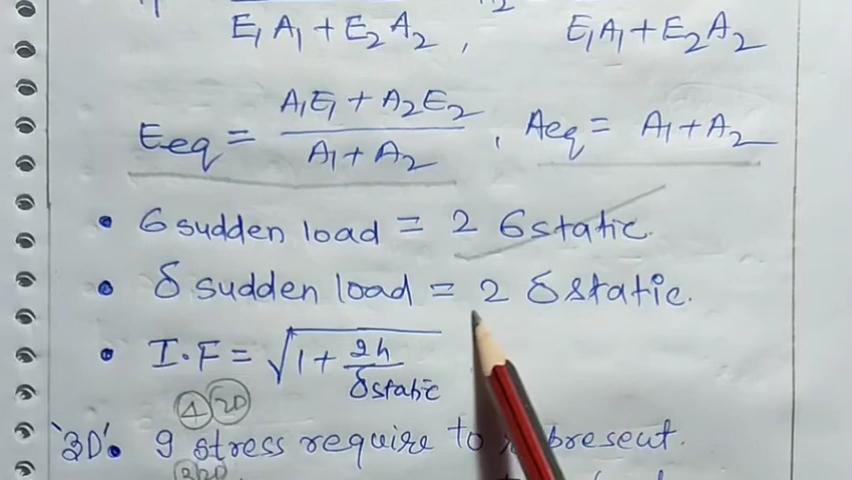 E₁A₁ + E₂A₂ , E₁A₁ + E₂A₂
Eeq = A₁E₁ + A₂E₂ / A₁ + A₂ , Aeq = A₁ + A₂
• б sudden load = 2 б static.
• δ sudden load = 2 δ static.
• I.F = √1 + 2h / δstatic
4 2D
'3D'. 9 stress require to present.